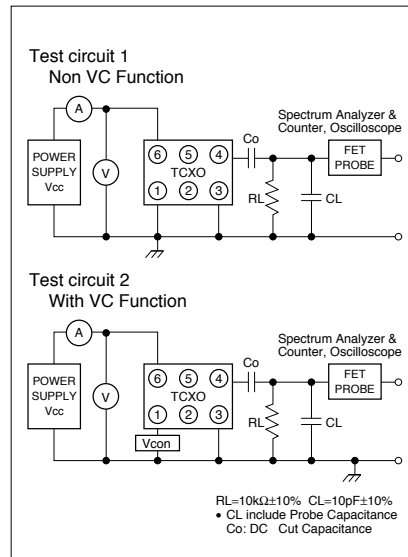 Test circuit 1
Non VC Function
A
Spectrum Analyzer &
Counter, Oscilloscope
Co
POWER
SUPPLY
Vcc
V
6 5 4
TCXO
1 2 3
RL
CL
FET
PROBE
Test circuit 2
With VC Function
A
Spectrum Analyzer &
Counter, Oscilloscope
Co
POWER
SUPPLY
Vcc
V
6 5 4
TCXO
1 2 3
Vcon
RL
CL
FET
PROBE
RL=10kΩ±10% CL=10pF±10%
• CL include Probe Capacitance
Co: DC Cut Capacitance